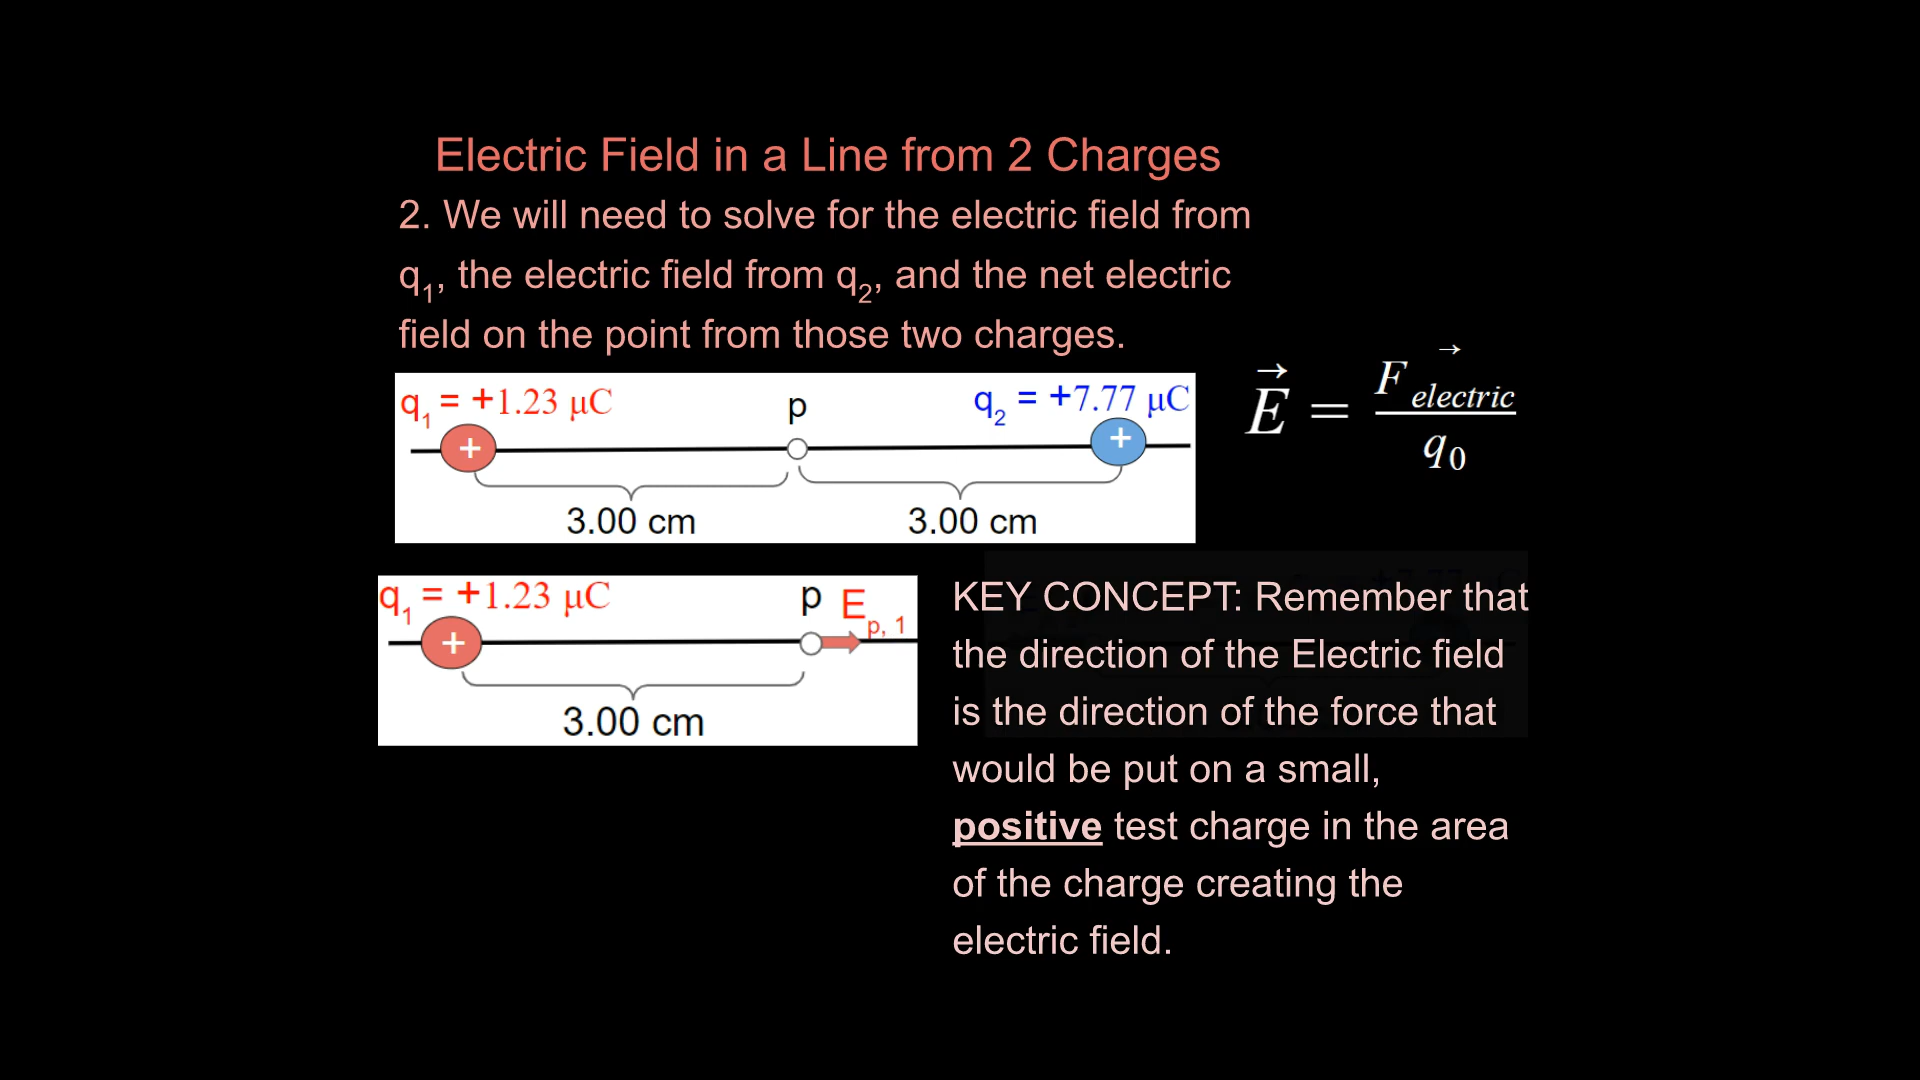 Electric Field in a Line from 2 Charges
2. We will need to solve for the electric field from
q1, the electric field from q2, and the net electric
field on the point from those two charges.
q1 = +1.23 μC p q2 = +7.77 μC
+ +
3.00 cm 3.00 cm
E→ = F→electric / q0
q1 = +1.23 μC p Ep, 1
+
3.00 cm
KEY CONCEPT: Remember that
the direction of the Electric field
is the direction of the force that
would be put on a small,
positive test charge in the area
of the charge creating the
electric field.